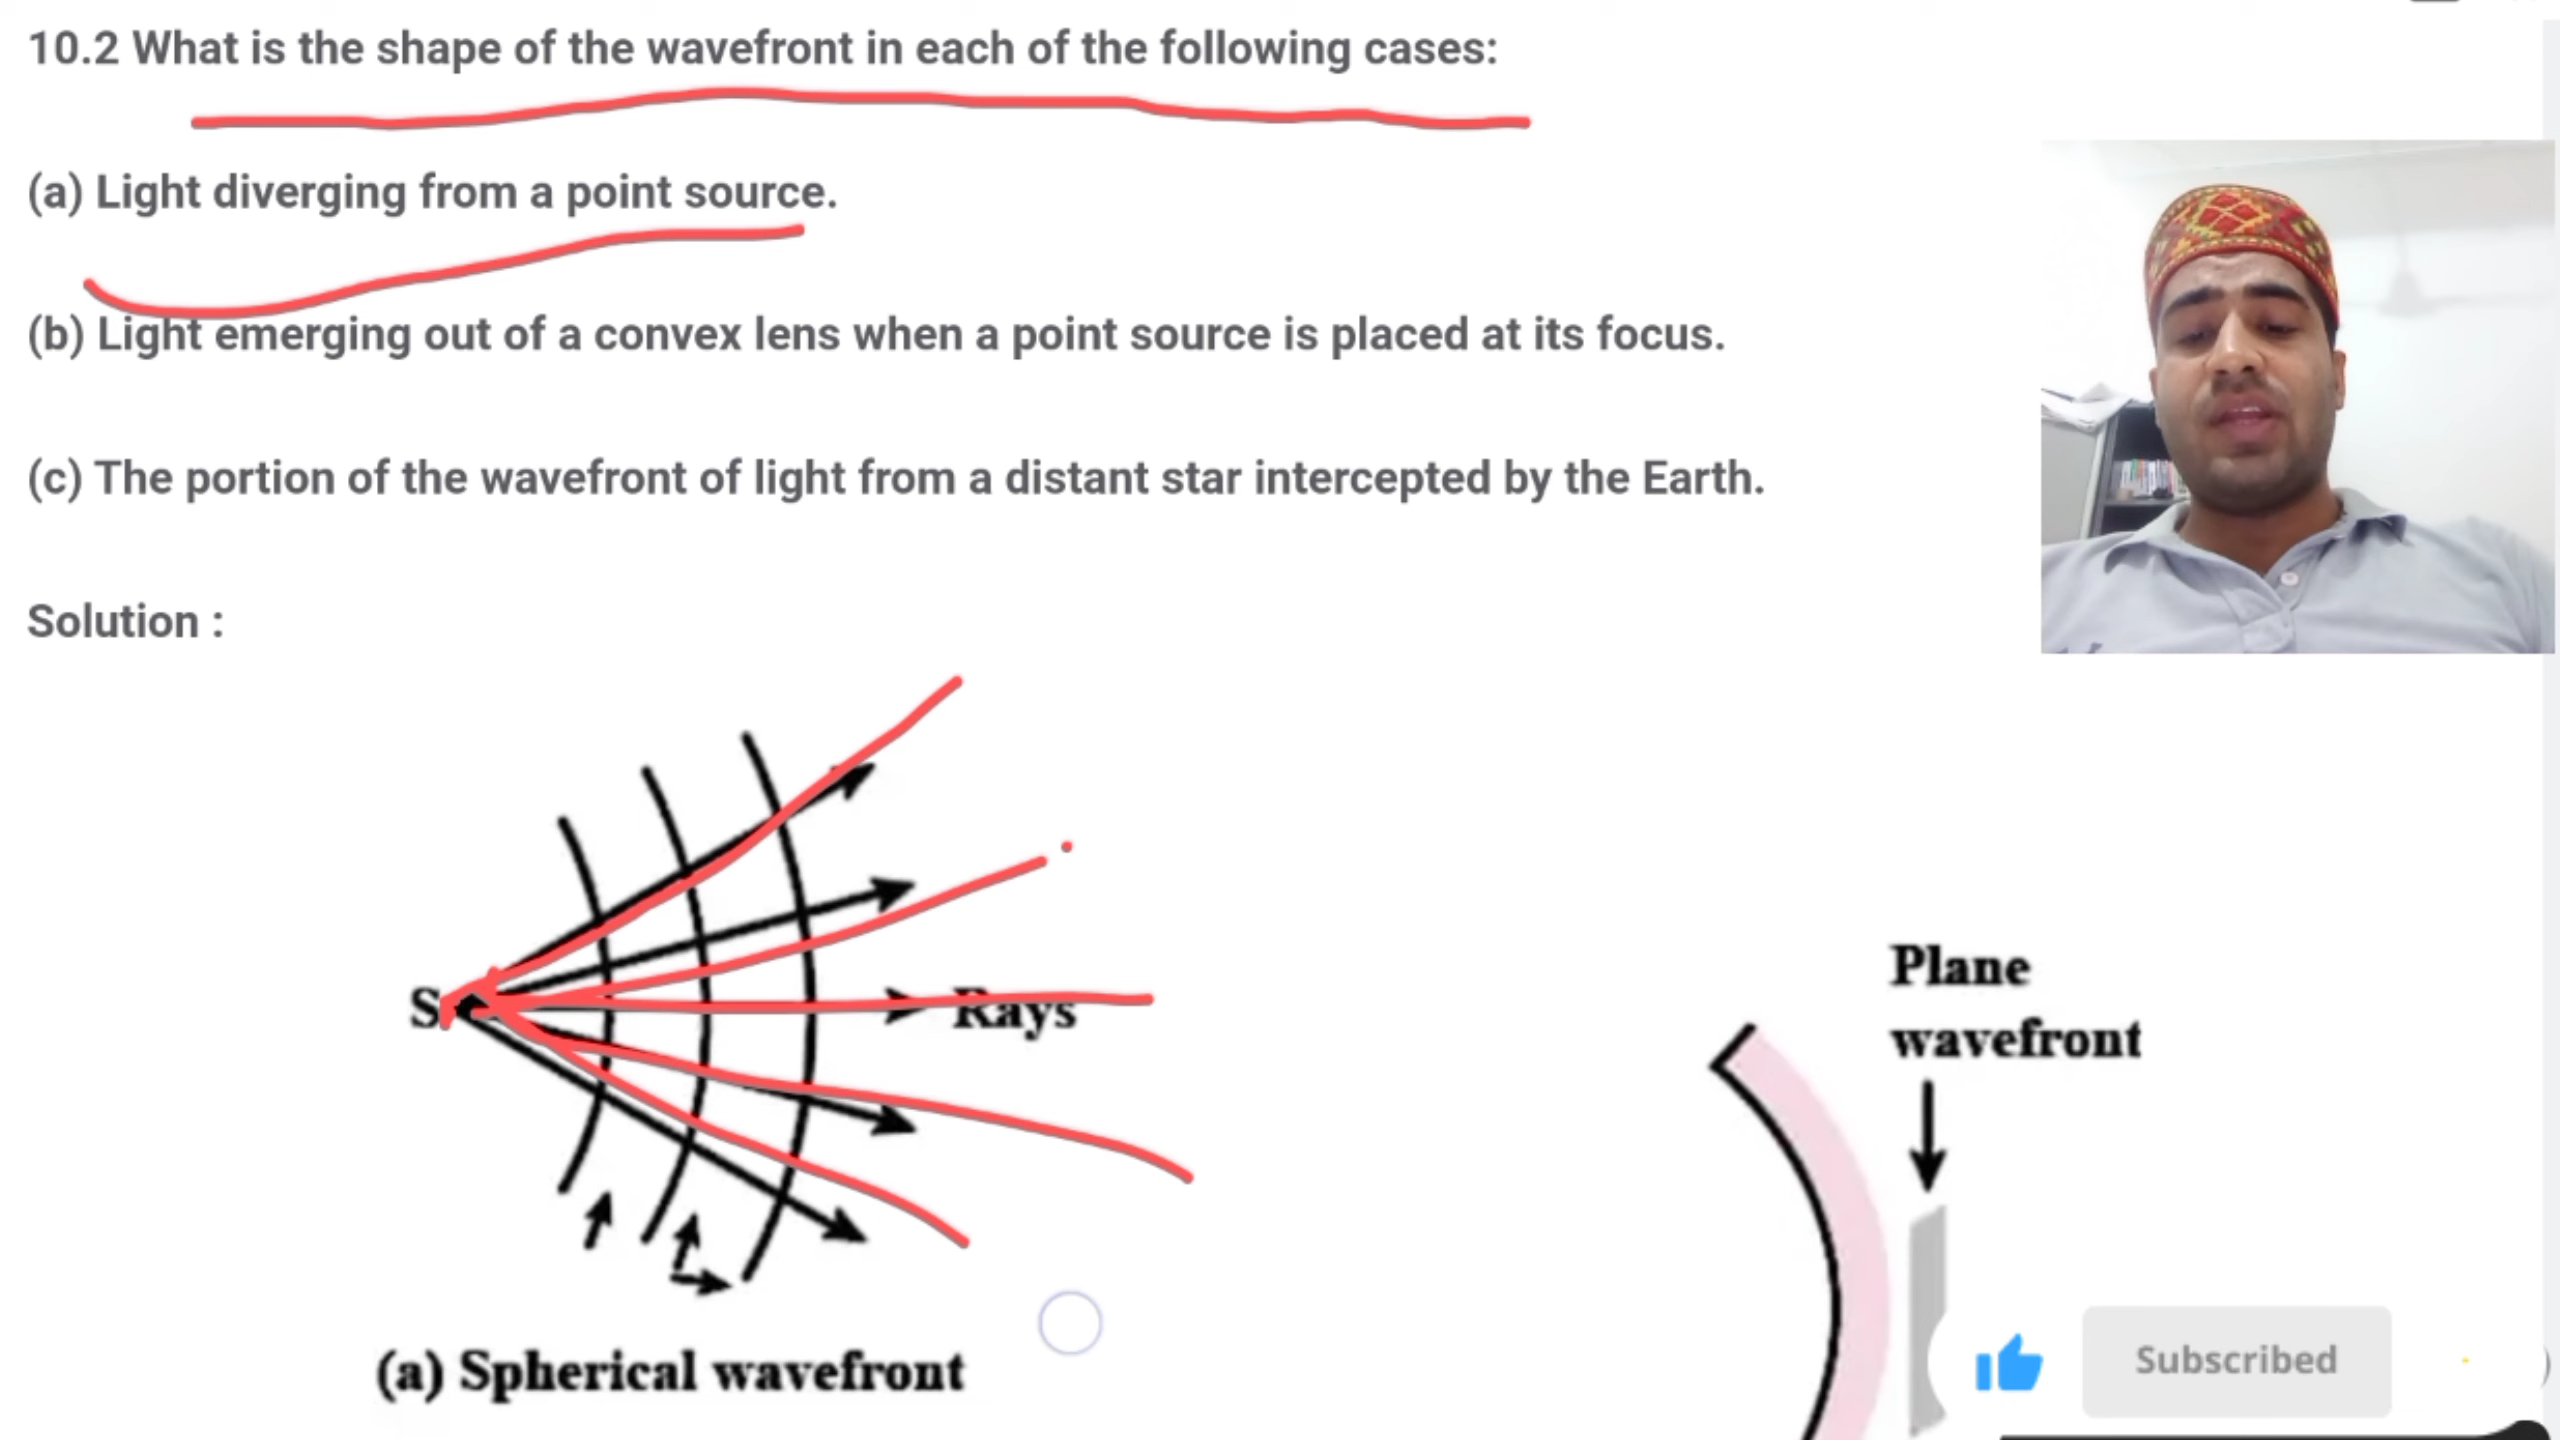 10.2 What is the shape of the wavefront in each of the following cases:
(a) Light diverging from a point source.
(b) Light emerging out of a convex lens when a point source is placed at its focus.
(c) The portion of the wavefront of light from a distant star intercepted by the Earth.
Solution :
S
Rays
(a) Spherical wavefront
Plane
wavefront
Subscribed